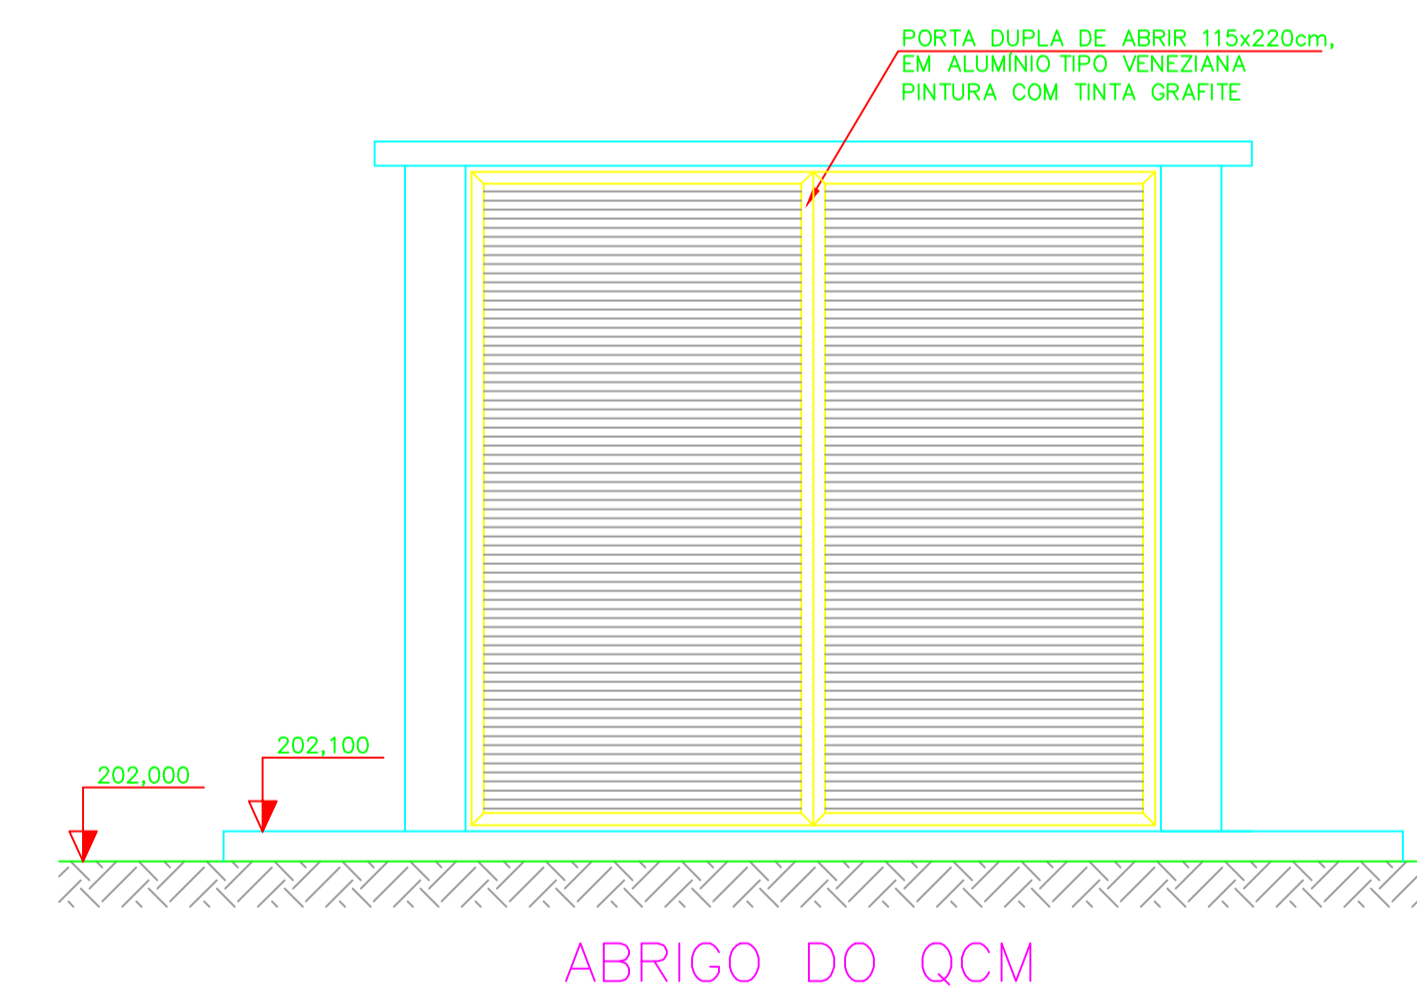 PORTA DUPLA DE ABRIR 115x220cm,
EM ALUMÍNIO TIPO VENEZIANA
PINTURA COM TINTA GRAFITE
202,100
202,000
ABRIGO DO QCM